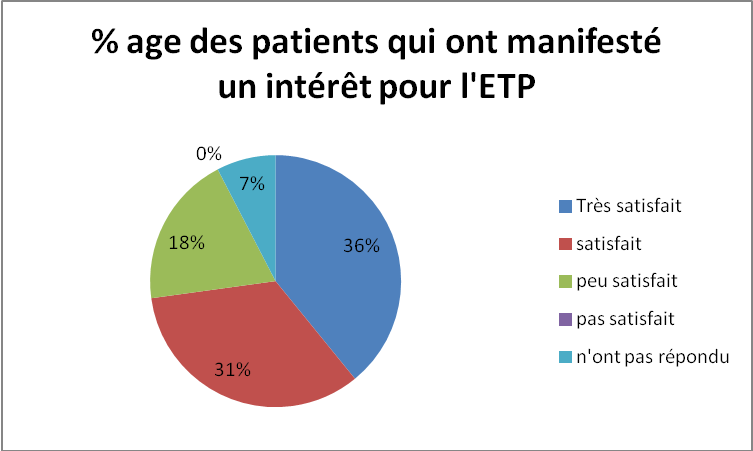 % age des patients qui ont manifesté
un intérêt pour l'ETP
0%
7%
36%
18%
31%
Très satisfait
satisfait
peu satisfait
pas satisfait
n'ont pas répondu